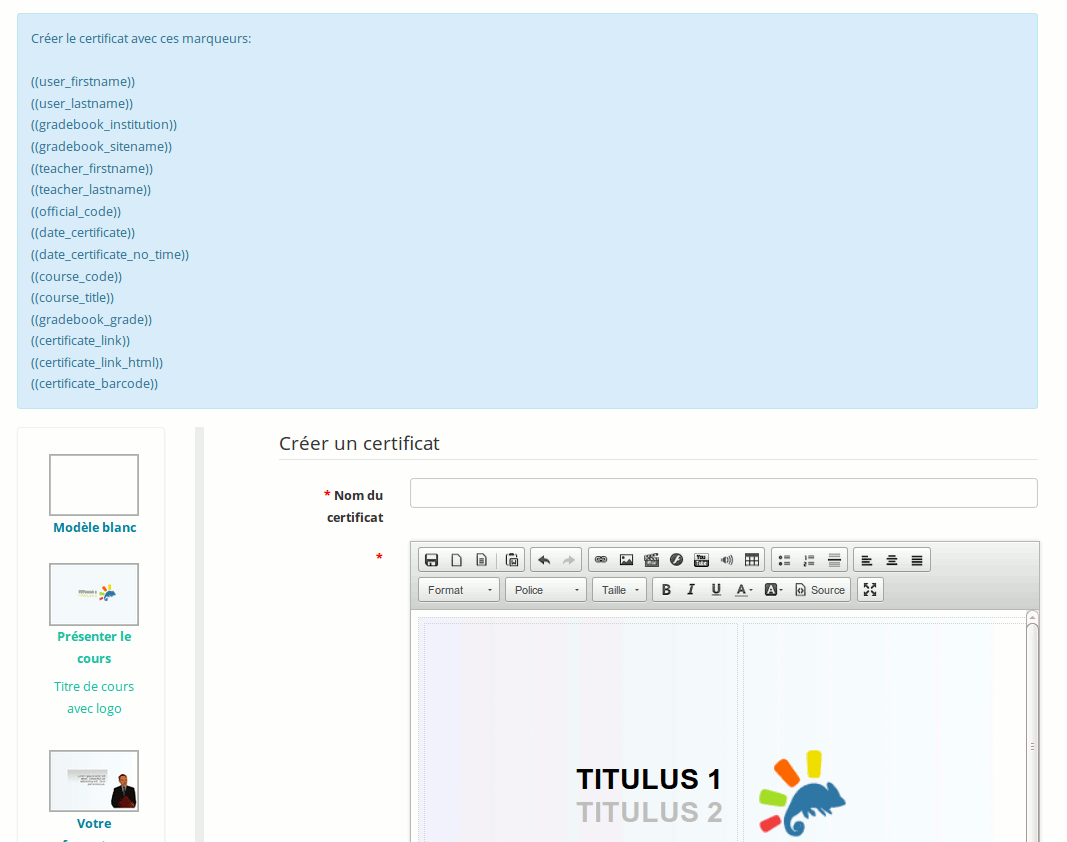 Créer le certificat avec ces marqueurs:
((user_firstname))
((user_lastname))
((gradebook_institution))
((gradebook_sitename))
((teacher_firstname))
((teacher_lastname))
((official_code))
((date_certificate))
((date_certificate_no_time))
((course_code))
((course_title))
((gradebook_grade))
((certificate_link))
((certificate_link_html))
((certificate_barcode))
Modèle blanc
Présenter le
cours
Titre de cours
avec logo
Votre
Créer un certificat
* Nom du
certificat
*
Format
Police
Taille
B I U A A Source
TITULUS 1
TITULUS 2